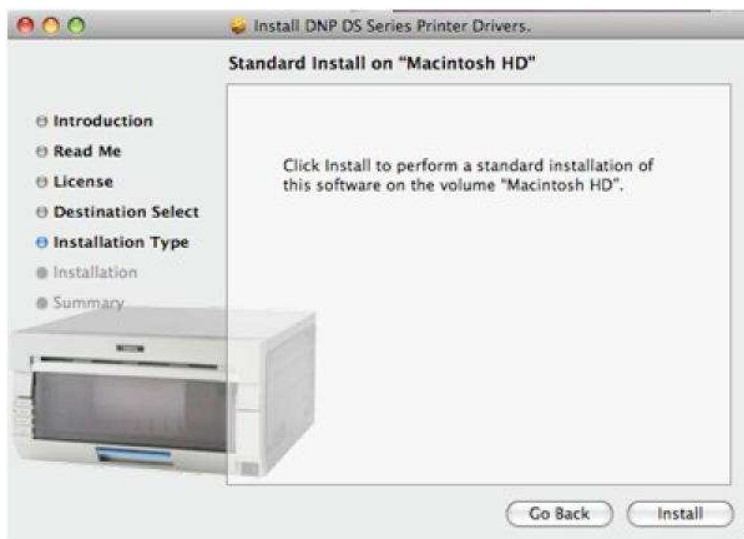 Install DNP DS Series Printer Drivers.
Standard Install on "Macintosh HD"
Introduction
Read Me
License
Destination Select
Installation Type
Installation
Summary
Click Install to perform a standard installation of
this software on the volume "Macintosh HD".
Go Back
Install